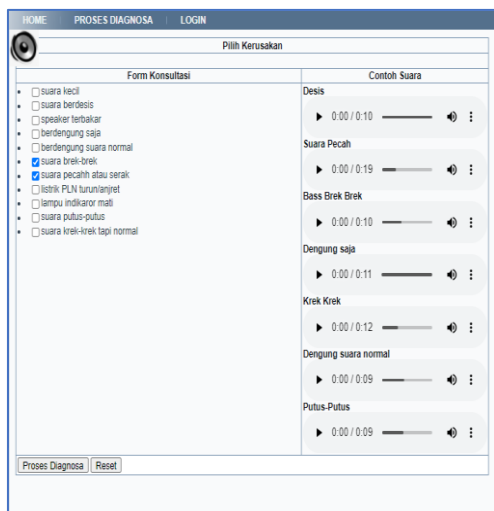 HOME PROSES DIAGNOSA LOGIN
Pilih Kerusakan
Form Konsultasi
suara kecil
suara berdesis
speaker terbakar
berdengung saja
berdengung suara normal
suara brek-brek
suara pecahh atau serak
listrik PLN turun/anjret
lampu indikaror mati
suara putus-putus
suara krek-krek tapi normal
Contoh Suara
Desis
0:00 / 0:10
Suara Pecah
0:00 / 0:19
Bass Brek Brek
0:00 / 0:10
Dengung saja
0:00 / 0:11
Krek Krek
0:00 / 0:12
Dengung suara normal
0:00 / 0:09
Putus-Putus
0:00 / 0:09
Proses Diagnosa Reset